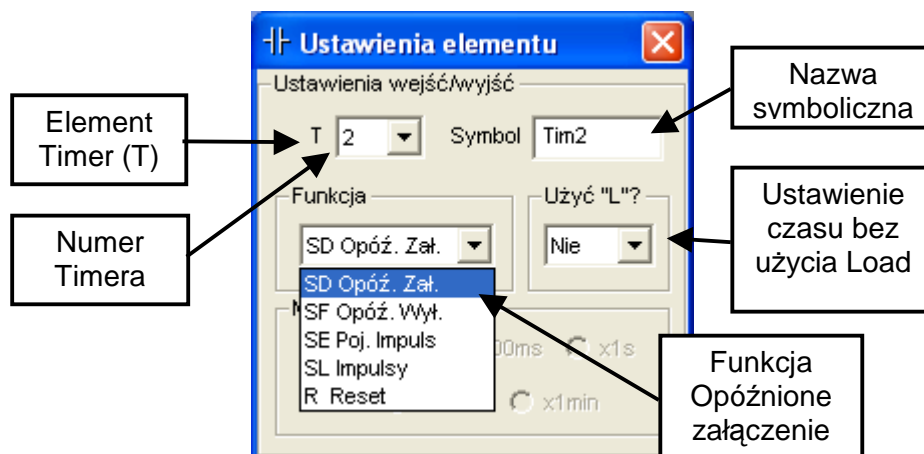 Ustawienia elementu
Ustawienia wejść/wyjść
T 2 Symbol Tim2
Funkcja
Użyć "L"?
SD Opóź. Zał.
Nie
SD Opóź. Zał.
SF Opóź. Wył.
SE Poj. Impuls
SL Impulsy
R Reset
x1s
x1min
Element
Timer (T)
Numer
Timera
Nazwa
symboliczna
Ustawienie
czasu bez
użycia Load
Funkcja
Opóźnione
załączenie